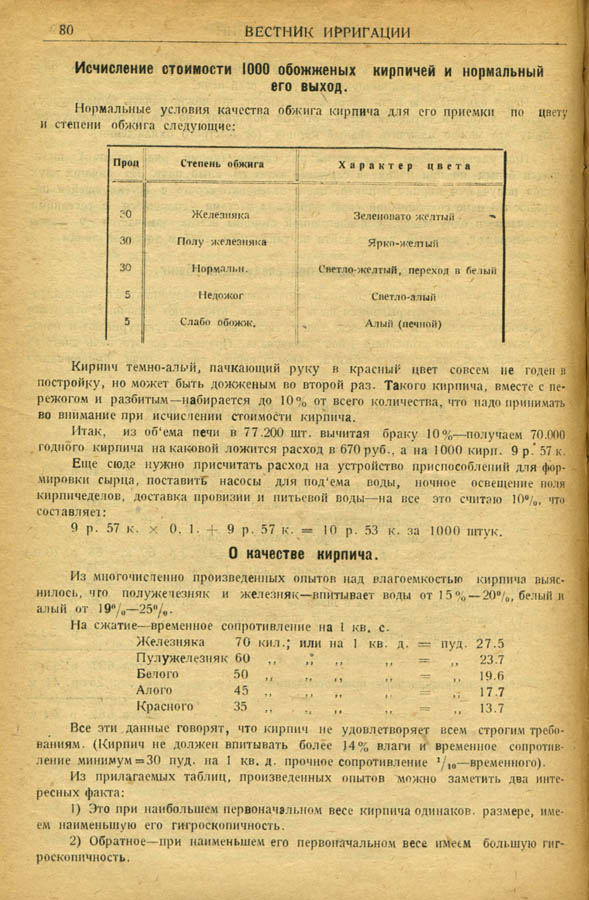 80 ВЕСТНИК ИРРИГАЦИИ
Исчисление стоимости 1000 обожженых кирпичей и нормальный
его выход.
Нормальные условия качества обжига кирпича для его приемки по цвету
и степени обжига следующие:
Проц Степень обжига Характер цвета
30 Железняка Зеленовато желтый
30 Полу железняка Ярко-желтый
30 Нормальн. Светло-желтый, переход в белый
5 Недожог Светло-алый
5 Слабо обожж. Алый (печной)
Кирпич темно-алый, пачкающий руку в красный цвет совсем не годен в
постройку, но может быть дожженым во второй раз. Такого кирпича, вместе с пе-
режогом и разбитым—набирается до 10% от всего количества, что надо принимать
во внимание при исчислении стоимости кирпича.
Итак, из об'ема печи в 77.200 шт. вычитая браку 10%—получаем 70.000
годного кирпича на каковой ложится расход в 670 руб., а на 1000 кирп. 9 р. 57 к.
Еще сюда нужно присчитать расход на устройство приспособлений для фор-
мировки сырца, поставить насосы для под'ема воды, ночное освещение поля
кирпичеделов, доставка провизии и питьевой воды—на все это считаю 10%, что
составляет:
9 р. 57 к. × 0. 1. + 9 р. 57 к. = 10 р. 53 к. за 1000 штук.
О качестве кирпича.
Из многочисленно произведенных опытов над влагоемкостью кирпича выяс-
нилось, что полужечезняк и железняк—впитывает воды от 15%—20%, белый и
алый от 19%—25%.
На сжатие—временное сопротивление на 1 кв. с.
Железняка 70 кил.; или на 1 кв. д. = пуд. 27.5
Пулужелезняк 60 ,, ,, ,, ,, = ,, 23.7
Белого 50 ,, ,, ,, ,, = ,, 19.6
Алого 45 ,, ,, ,, ,, = ,, 17.7
Красного 35 ,, ,, ,, ,, = ,, 13.7
Все эти данные говорят, что кирпич не удовлетворяет всем строгим требо-
ваниям. (Кирпич не должен впитывать более 14% влаги и временное сопротив-
ление минимум=30 пуд. на 1 кв. д. прочное сопротивление 1/10—временного).
Из прилагаемых таблиц, произведенных опытов можно заметить два инте-
ресных факта:
1) Это при наибольшем первоначальном весе кирпича одинаков. размере, име-
ем наименьшую его гигроскопичность.
2) Обратное—при наименьшем его первоначальном весе имеем большую гиг-
роскопичность.